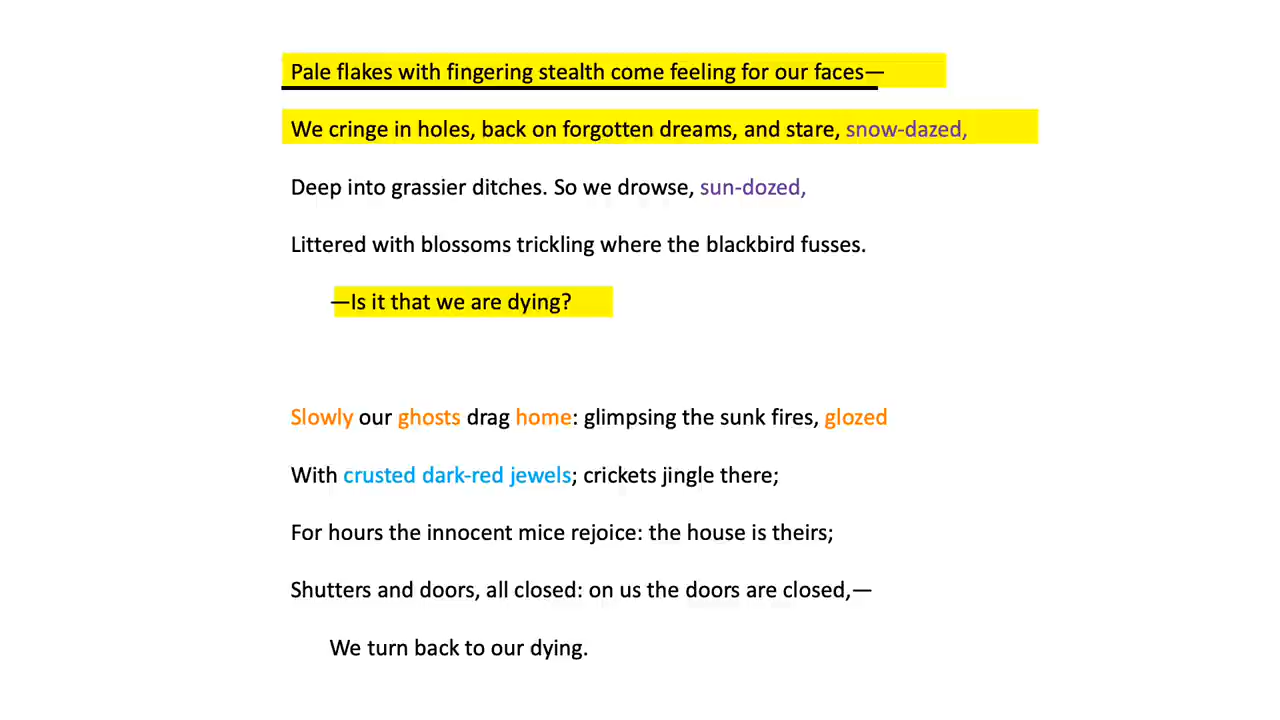 Pale flakes with fingering stealth come feeling for our faces—
We cringe in holes, back on forgotten dreams, and stare, snow-dazed,
Deep into grassier ditches. So we drowse, sun-dozed,
Littered with blossoms trickling where the blackbird fusses.
—Is it that we are dying?
Slowly our ghosts drag home: glimpsing the sunk fires, glozed
With crusted dark-red jewels; crickets jingle there;
For hours the innocent mice rejoice: the house is theirs;
Shutters and doors, all closed: on us the doors are closed,—
We turn back to our dying.